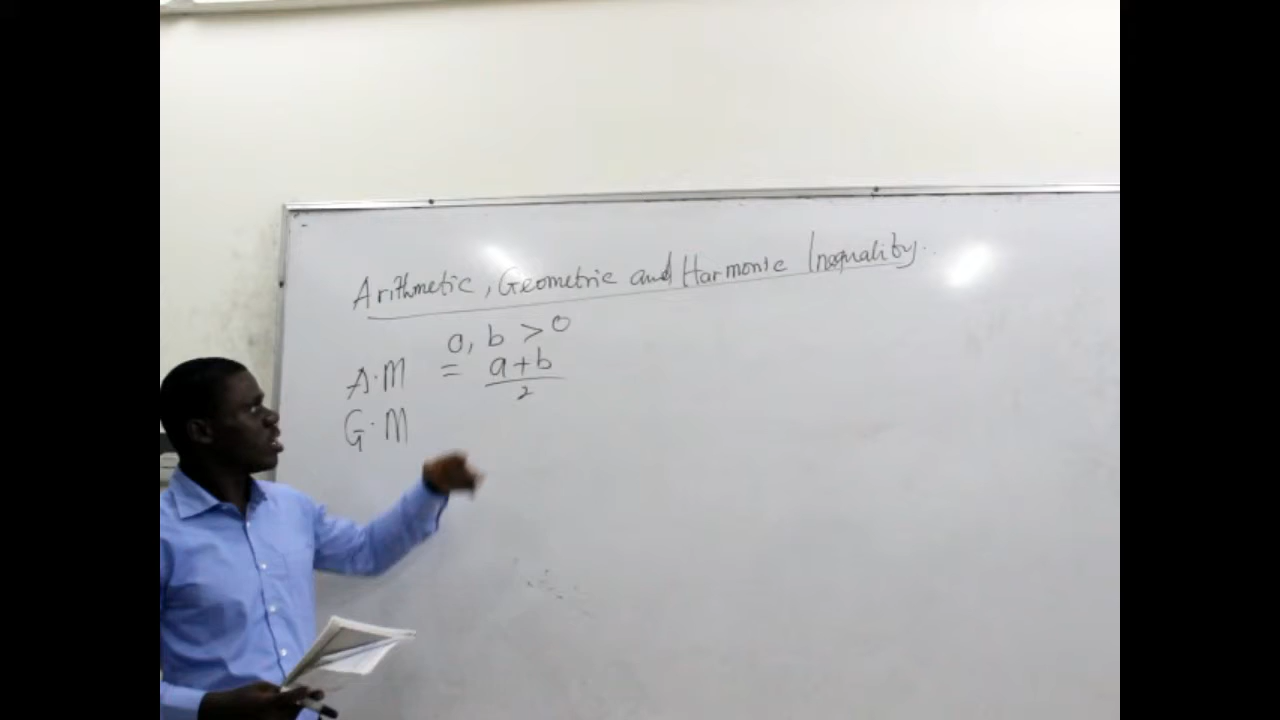 Arithmetic, Geometric and Harmonic Inequality.
a, b > 0
A.M = a+b
2
G.M